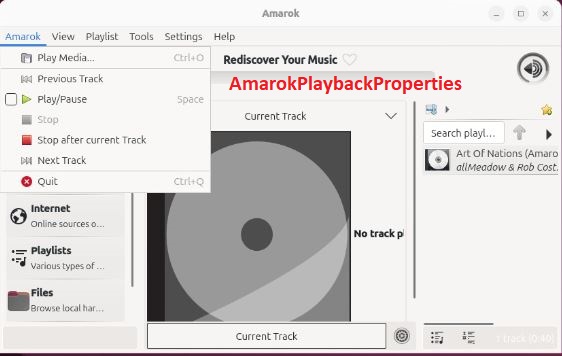 Amarok
Amarok View Playlist Tools Settings Help
Play Media... Ctrl+O
Previous Track
Play/Pause Space
Stop
Stop after current Track
Next Track
Quit Ctrl+Q
Rediscover Your Music
AmarokPlaybackProperties
Current Track
Search playl...
Art Of Nations (Amaro
allMeadow & Rob Cost.
No track pl
Internet
Online sources o...
Playlists
Various types of ...
Files
Browse local har...
Current Track
1 track (0:40)